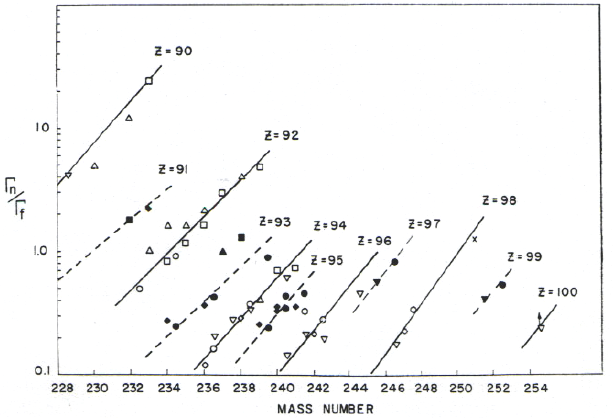 Z=90
Z=92
10
Z=91
Γn/Γf
Z=98
Z=93
Z=94
Z=96
Z=97
1.0
Z=95
Z=99
Z=100
0.1
228 230 232 234 236 238 240 242 244 246 248 250 252 254
MASS NUMBER